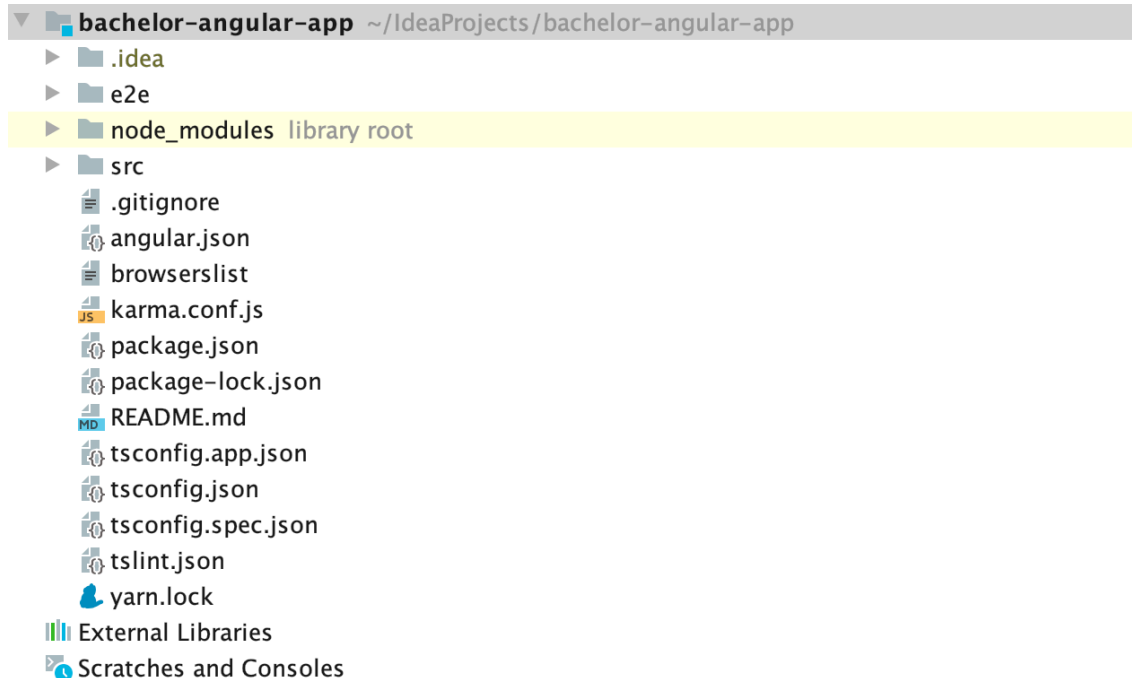 bachelor-angular-app ~/IdeaProjects/bachelor-angular-app
.idea
e2e
node_modules library root
src
.gitignore
angular.json
browserslist
JS karma.conf.js
package.json
package-lock.json
MD README.md
tsconfig.app.json
tsconfig.json
tsconfig.spec.json
tslint.json
yarn.lock
External Libraries
Scratches and Consoles